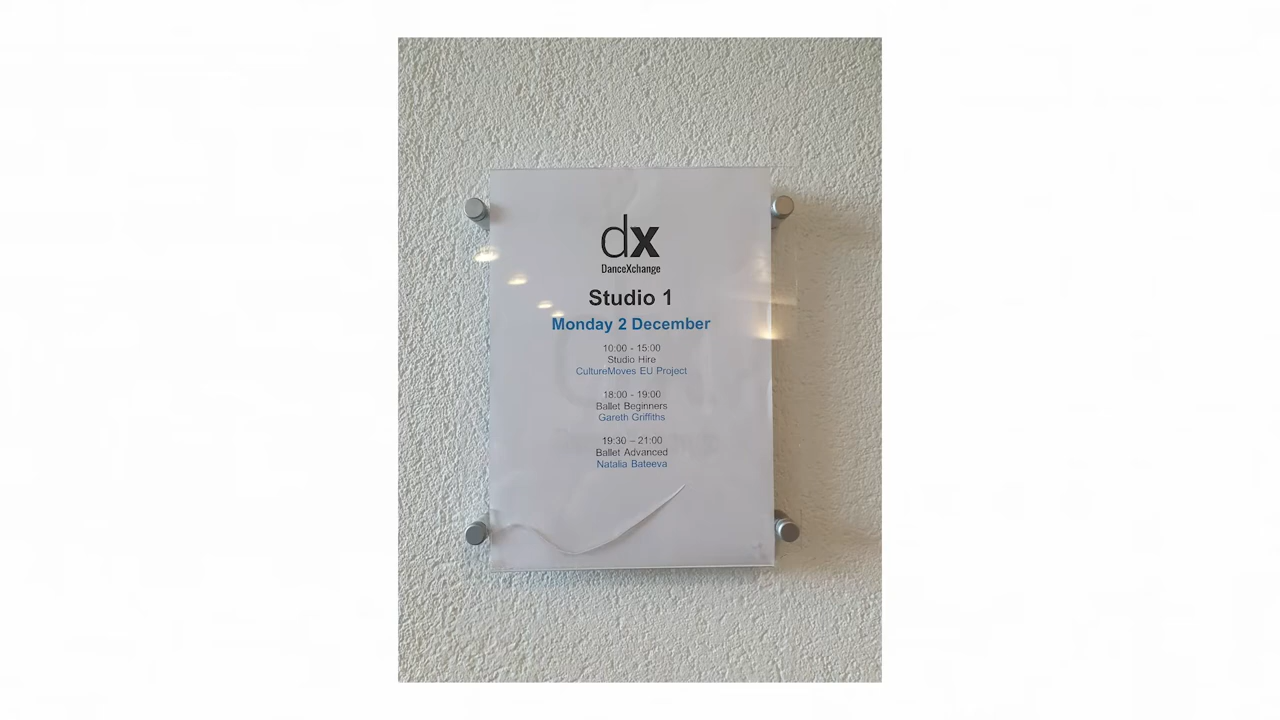 dx
DanceXchange
Studio 1
Monday 2 December
10:00 - 15:00
Studio Hire
CultureMoves EU Project
18:00 - 19:00
Ballet Beginners
Gareth Griffiths
19:30 – 21:00
Ballet Advanced
Natalia Bateeva